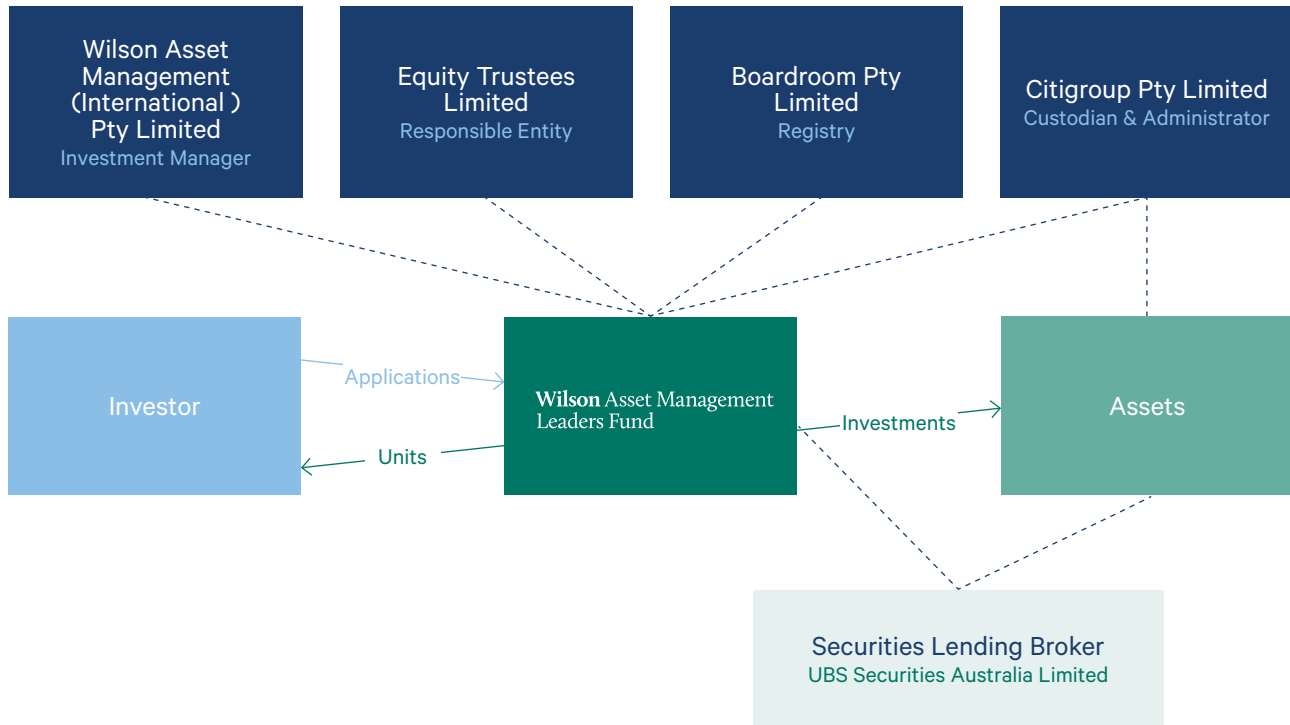 Wilson Asset
Management
(International )
Pty Limited
Investment Manager
Equity Trustees
Limited
Responsible Entity
Boardroom Pty
Limited
Registry
Citigroup Pty Limited
Custodian & Administrator
Investor
Applications
Units
Wilson Asset Management
Leaders Fund
Investments
Assets
Securities Lending Broker
UBS Securities Australia Limited